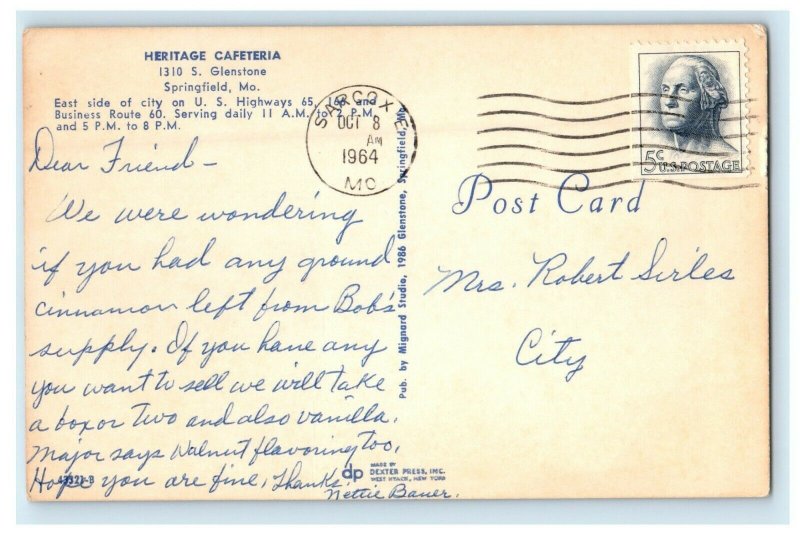 HERITAGE CAFETERIA
1310 S. Glenstone
Springfield, Mo.
East side of city on U. S. Highways 65, 166 and
Business Route 60. Serving daily 11 A.M. to 2 P.M.
and 5 P.M. to 8 P.M.
SARCOXIE
OCT 8
AM
1964
MO
5c U.S. POSTAGE
Dear Friend -
We were wondering
if you had any ground
cinnamon left from Bob's
supply. If you have any
you want to sell we will take
a box or two and also vanilla.
Major says Walnut flavoring too.
Hope you are fine, Thanks.
Nettie Bauer.
Pub. by Mignard Studio, 1986 Glenstone, Springfield, Mo.
Post Card
Mrs. Robert Sirles
City
dp
MADE BY
DEXTER PRESS, INC.
WEST NYACK, NEW YORK